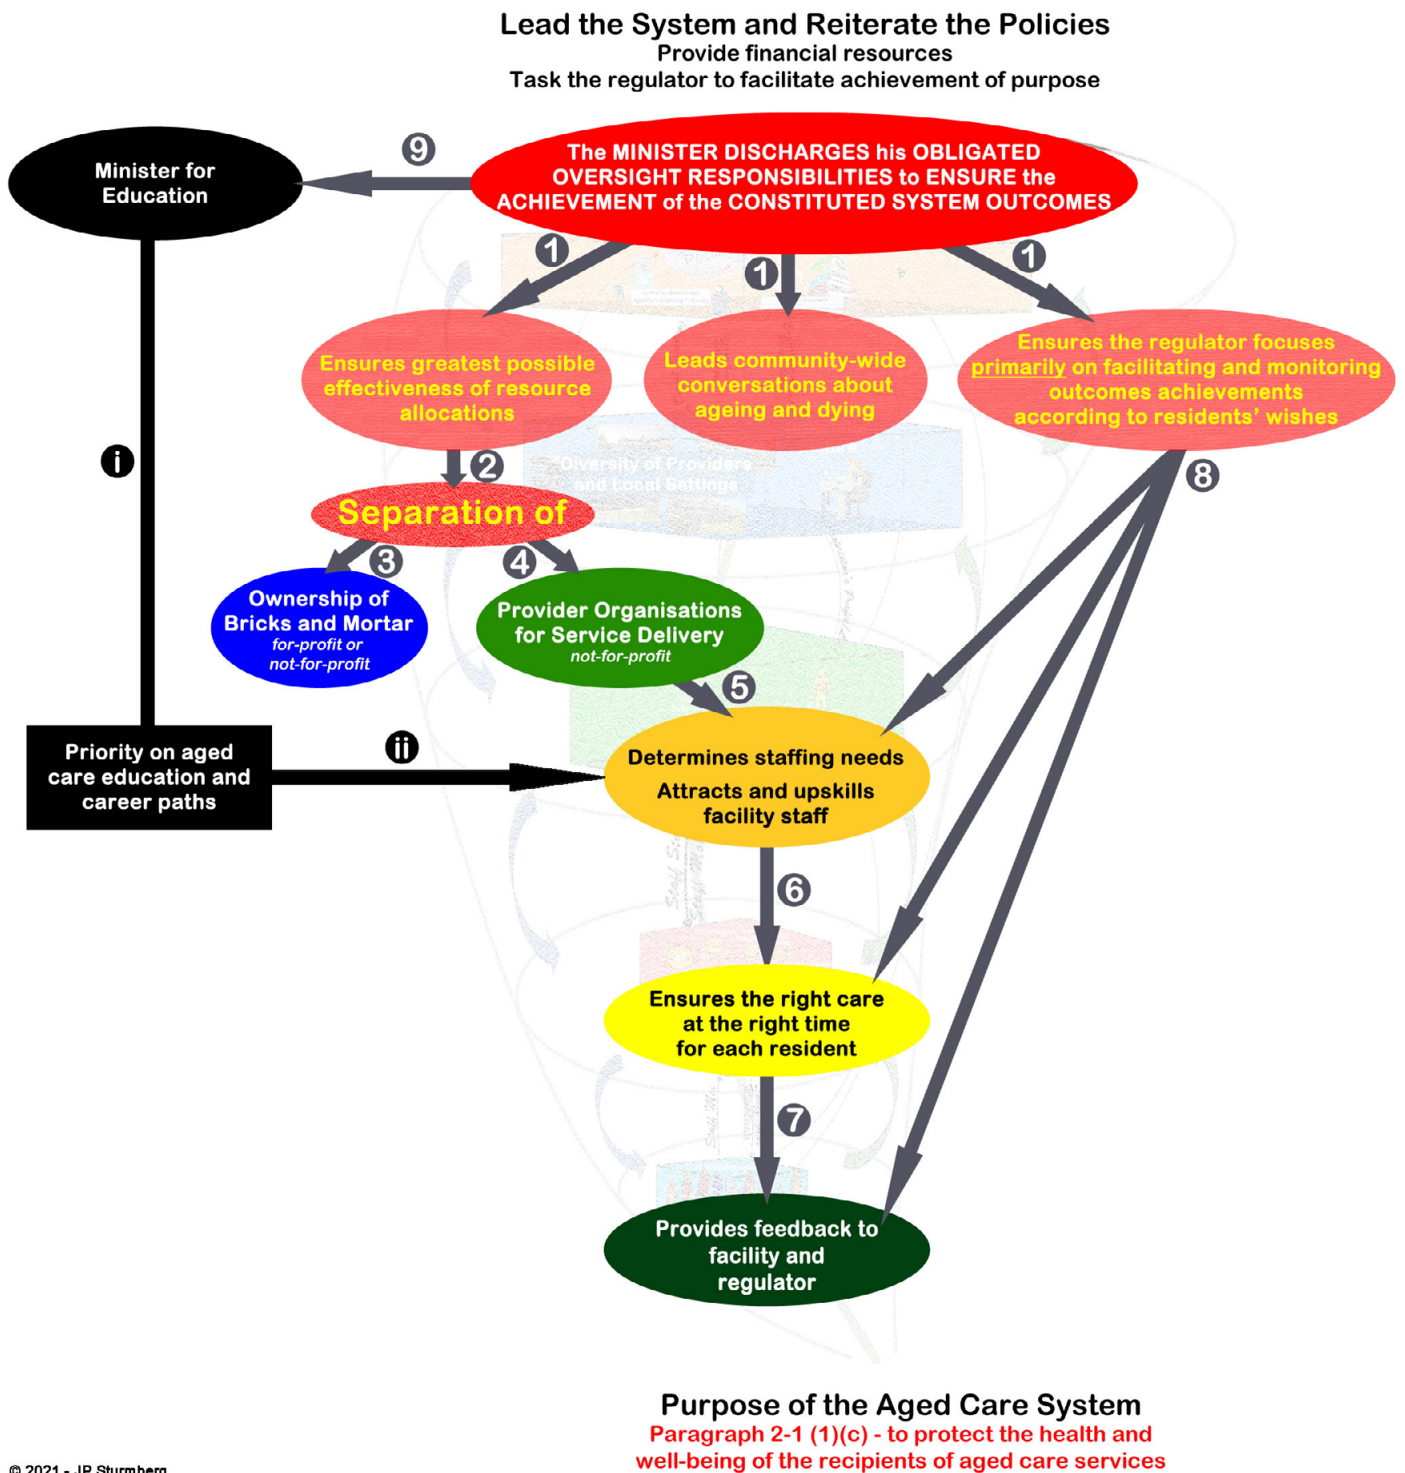 Lead the System and Reiterate the Policies
Provide financial resources
Task the regulator to facilitate achievement of purpose
Minister for
Education
9
The MINISTER DISCHARGES his OBLIGATED
OVERSIGHT RESPONSIBILITIES to ENSURE the
ACHIEVEMENT of the CONSTITUTED SYSTEM OUTCOMES
1
1
1
Ensures greatest possible
effectiveness of resource
allocations
Leads community-wide
conversations about
ageing and dying
Ensures the regulator focuses
primarily on facilitating and monitoring
outcomes achievements
according to residents' wishes
i
2
Diversity of Providers
and Local Settings
8
Separation of
3
4
Ownership of
Bricks and Mortar
for-profit or
not-for-profit
Provider Organisations
for Service Delivery
not-for-profit
5
Priority on aged
care education and
career paths
ii
Determines staffing needs
Attracts and upskills
facility staff
6
Ensures the right care
at the right time
for each resident
7
Provides feedback to
facility and
regulator
Purpose of the Aged Care System
Paragraph 2-1 (1)(c) - to protect the health and
well-being of the recipients of aged care services
© 2021 - JP Sturmberg